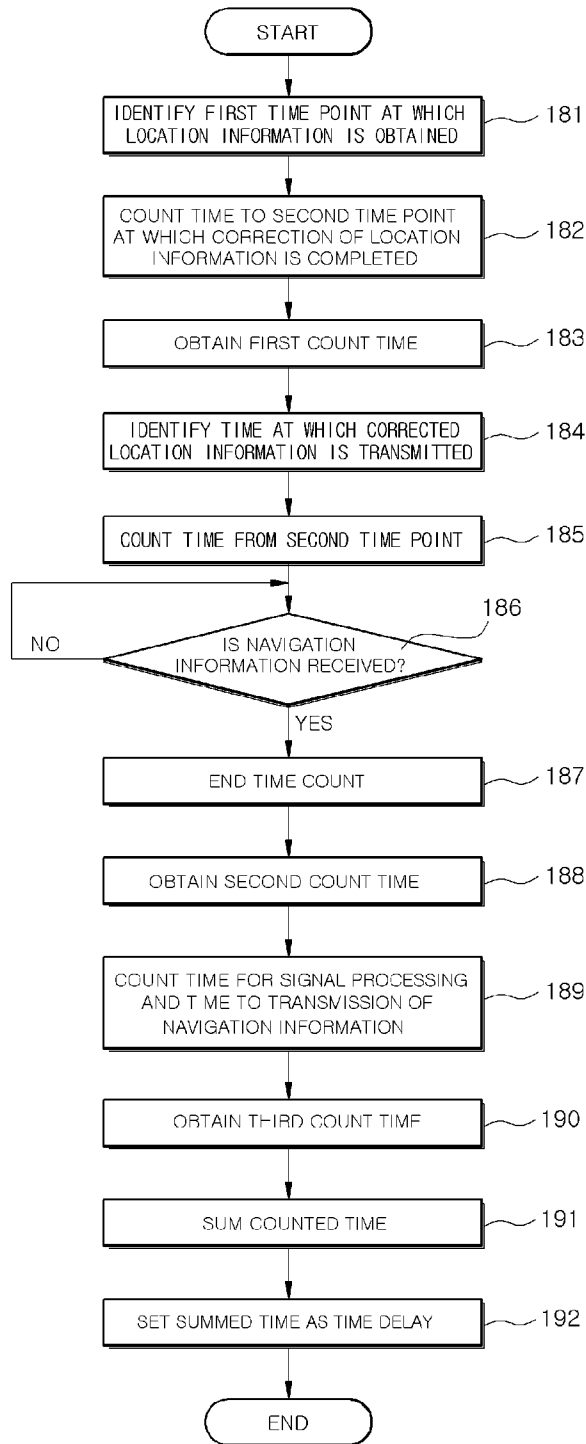 START
IDENTIFY FIRST TIME POINT AT WHICH
LOCATION INFORMATION IS OBTAINED
181
COUNT TIME TO SECOND TIME POINT
AT WHICH CORRECTION OF LOCATION
INFORMATION IS COMPLETED
182
OBTAIN FIRST COUNT TIME
183
IDENTIFY TIME AT WHICH CORRECTED
LOCATION INFORMATION IS TRANSMITTED
184
COUNT TIME FROM SECOND TIME POINT
185
186
IS NAVIGATION
INFORMATION RECEIVED?
NO
YES
END TIME COUNT
187
OBTAIN SECOND COUNT TIME
188
COUNT TIME FOR SIGNAL PROCESSING
AND TIME TO TRANSMISSION OF
NAVIGATION INFORMATION
189
OBTAIN THIRD COUNT TIME
190
SUM COUNTED TIME
191
SET SUMMED TIME AS TIME DELAY
192
END